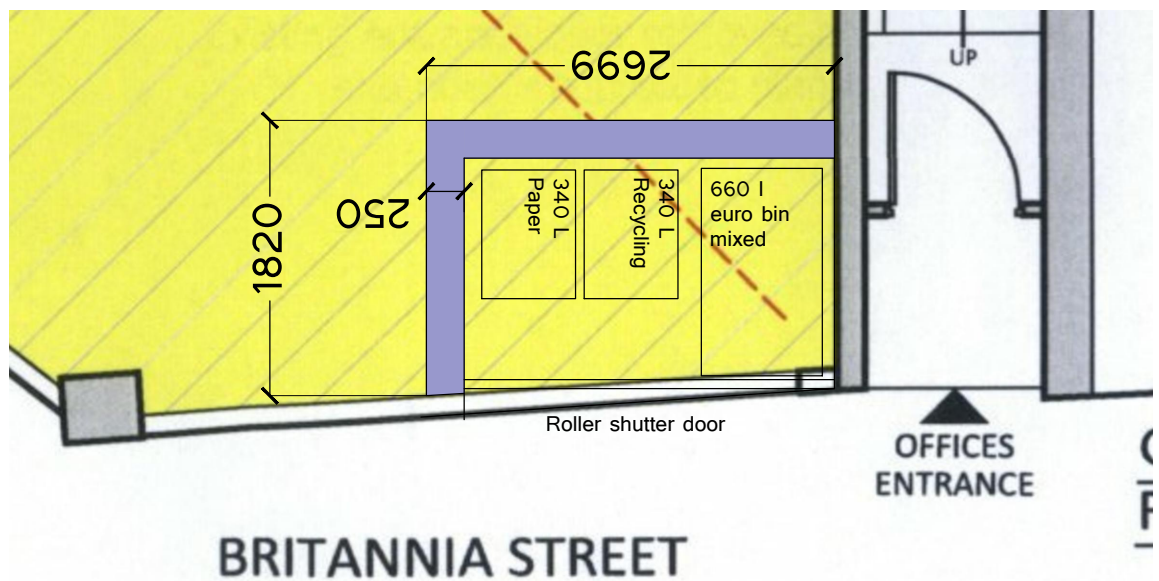 UP
2699
1820
250
340 L
Paper
340 L
Recycling
660 l
euro bin
mixed
Roller shutter door
OFFICES
ENTRANCE
BRITANNIA STREET